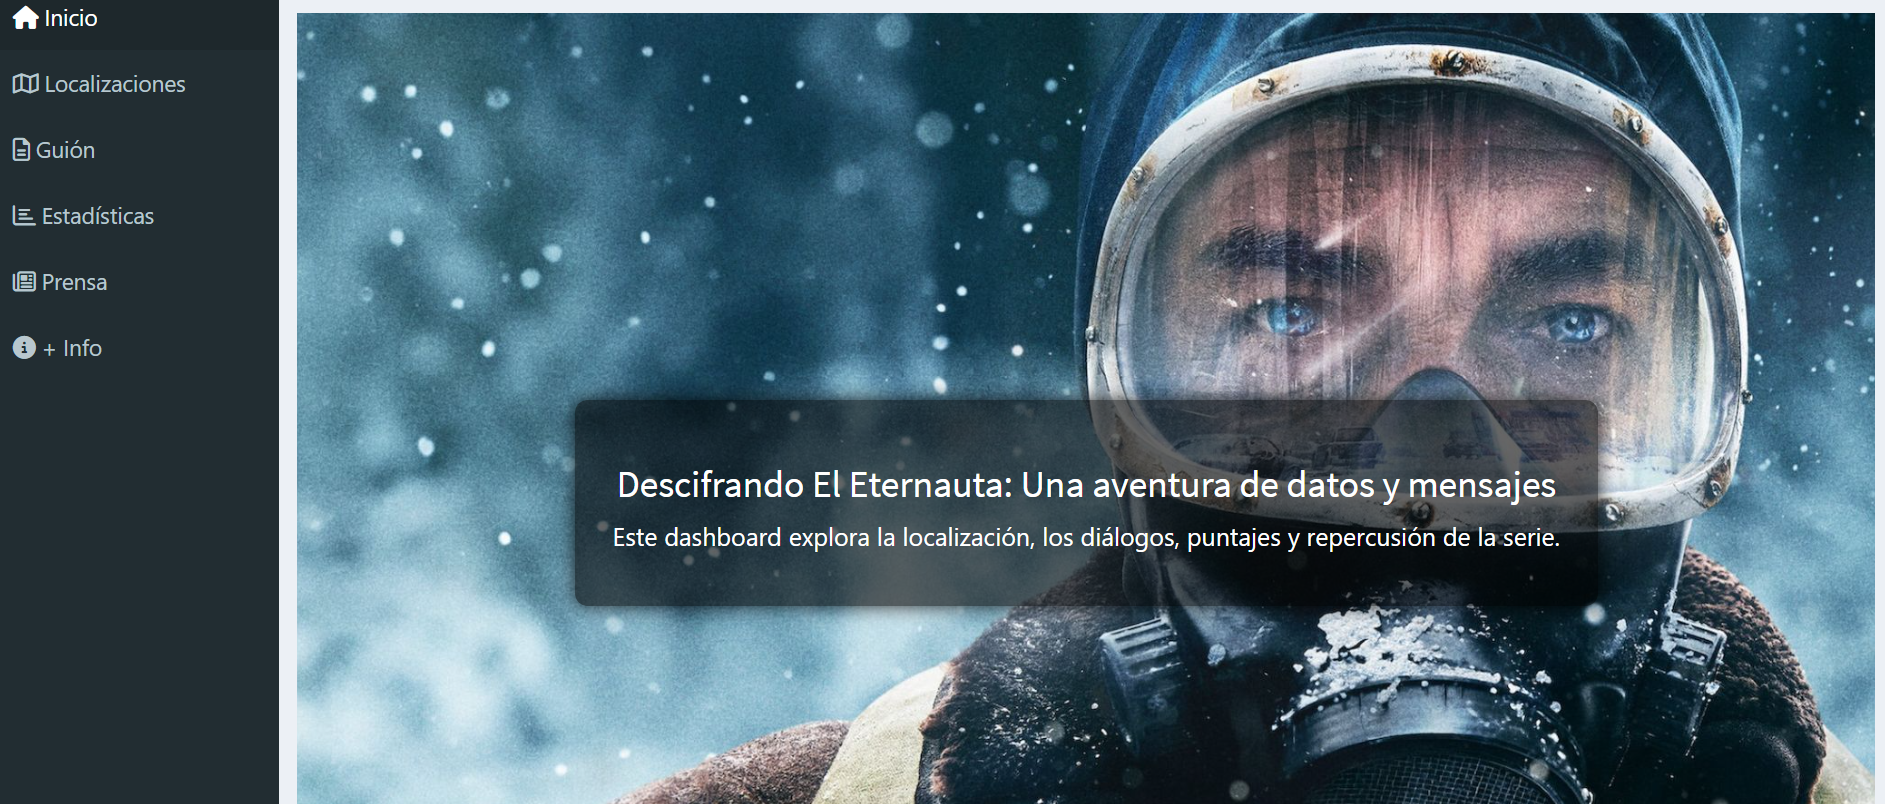 Inicio
Localizaciones
Guión
Estadísticas
Prensa
+ Info
Descifrando El Eternauta: Una aventura de datos y mensajes
Este dashboard explora la localización, los diálogos, puntajes y repercusión de la serie.